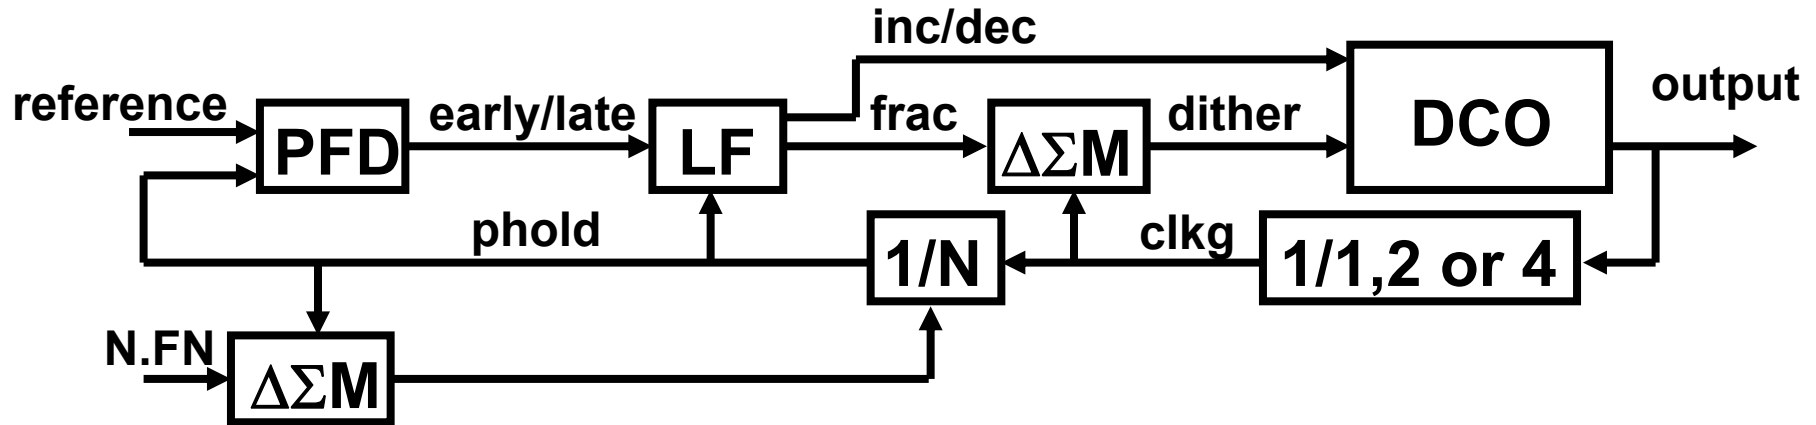 inc/dec
reference
PFD
early/late
LF
frac
ΔΣM
dither
DCO
output
phold
1/N
clkg
1/1,2 or 4
N.FN
ΔΣM